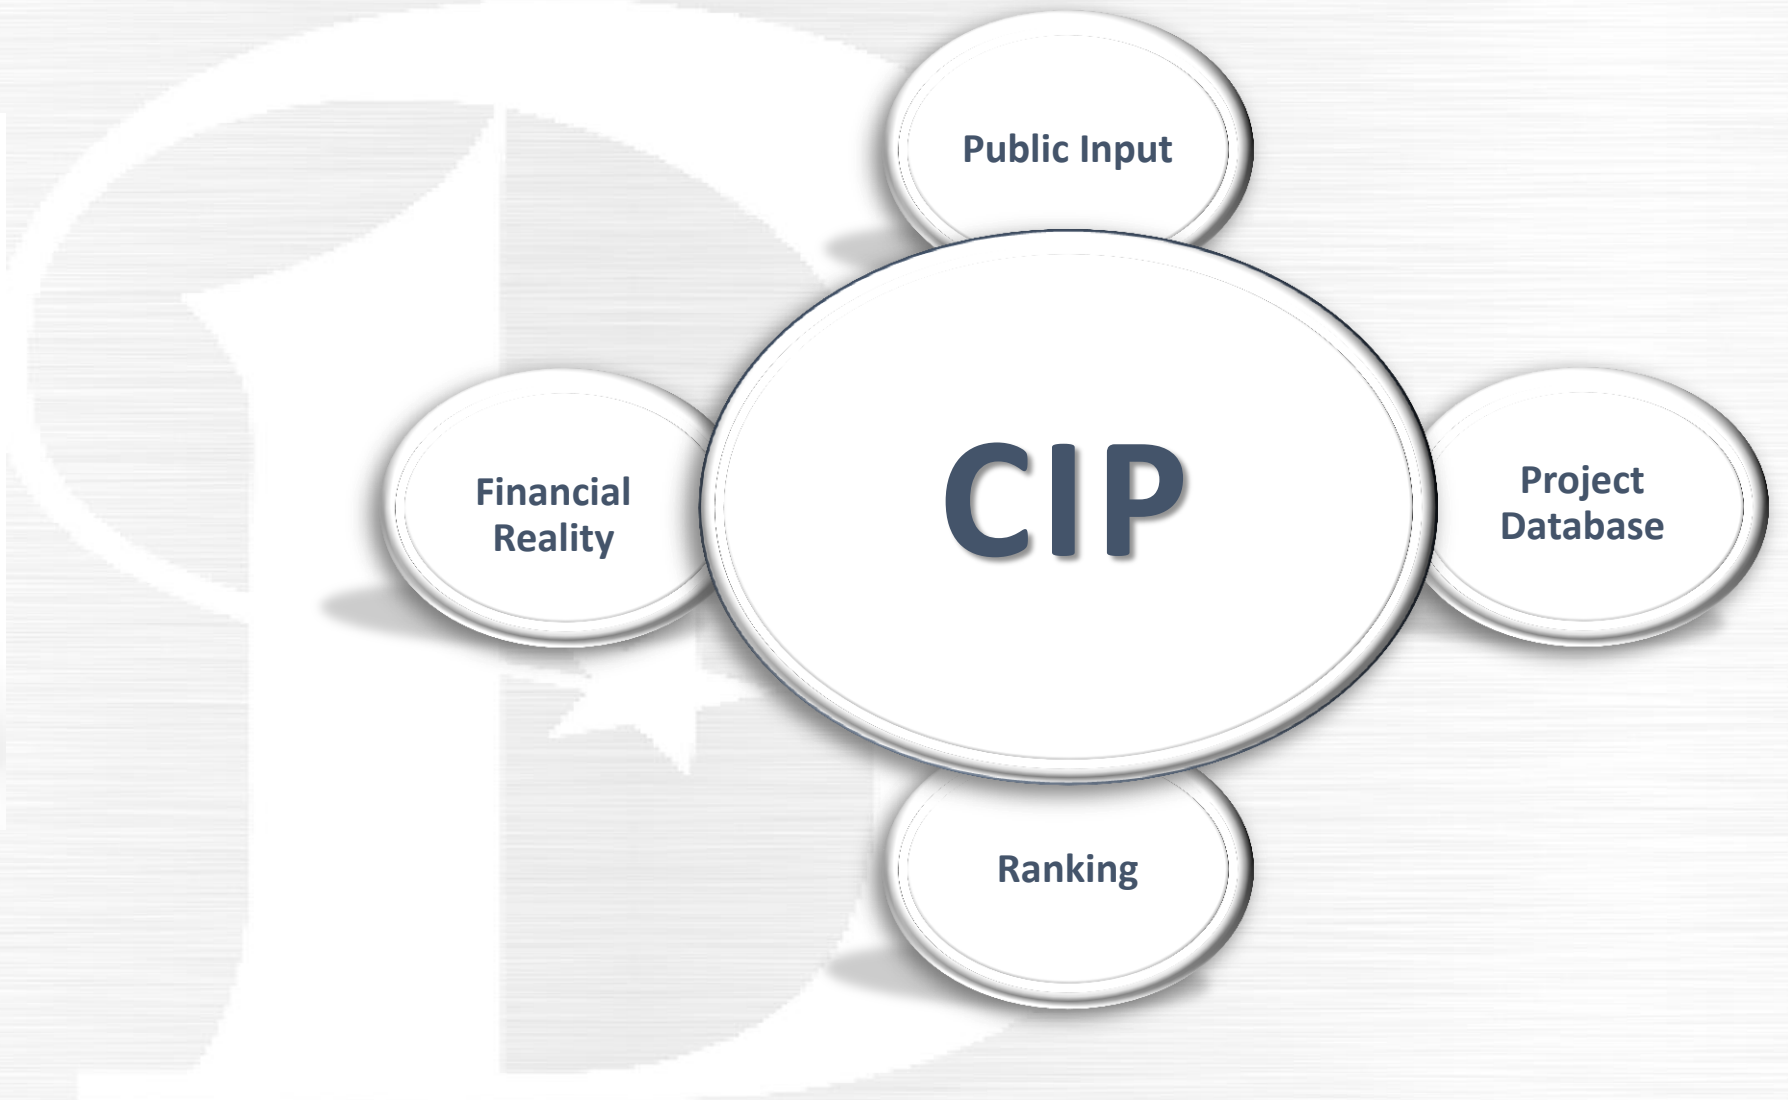 Public Input
Financial
Reality
CIP
Project
Database
Ranking